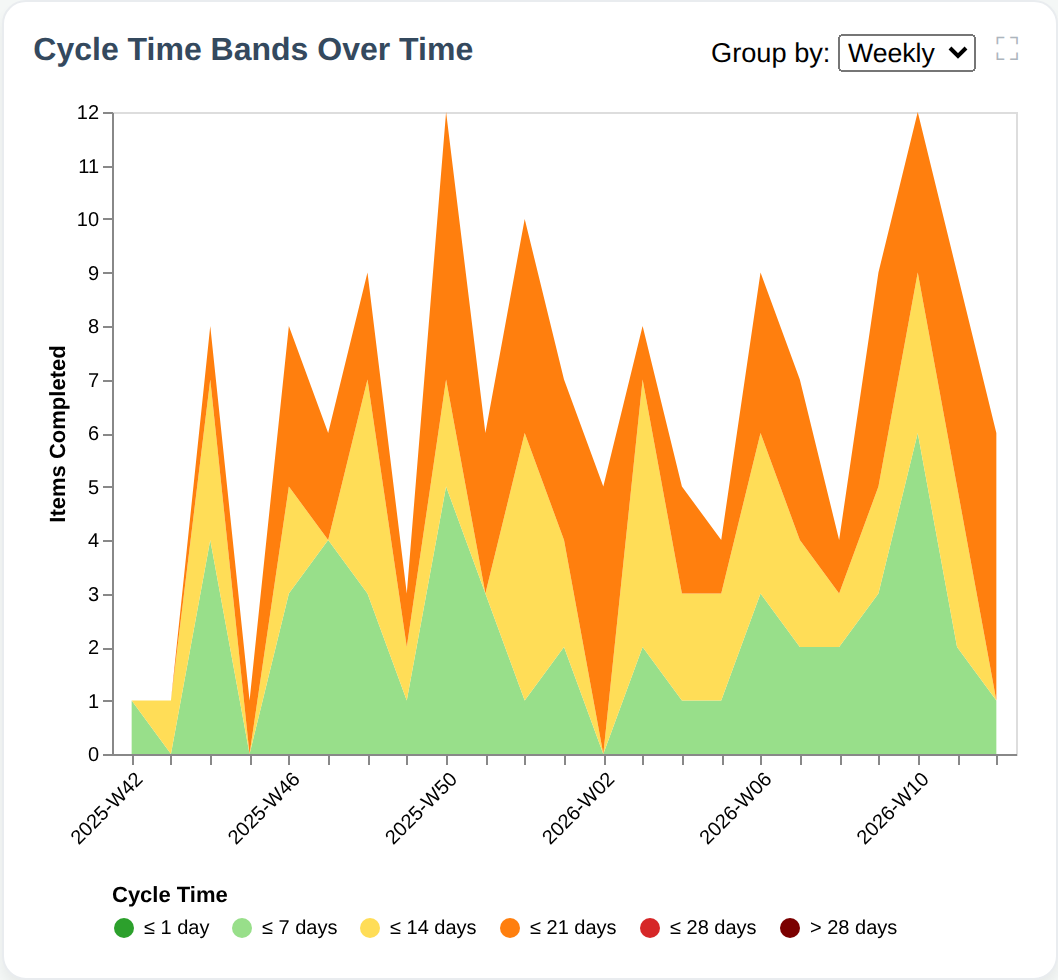 Cycle Time Bands Over Time
Group by: Weekly
12
11
10
9
8
7
6
5
4
3
2
1
0
Items Completed
2025-W42
2025-W46
2025-W50
2026-W02
2026-W06
2026-W10
Cycle Time
≤ 1 day
≤ 7 days
≤ 14 days
≤ 21 days
≤ 28 days
> 28 days